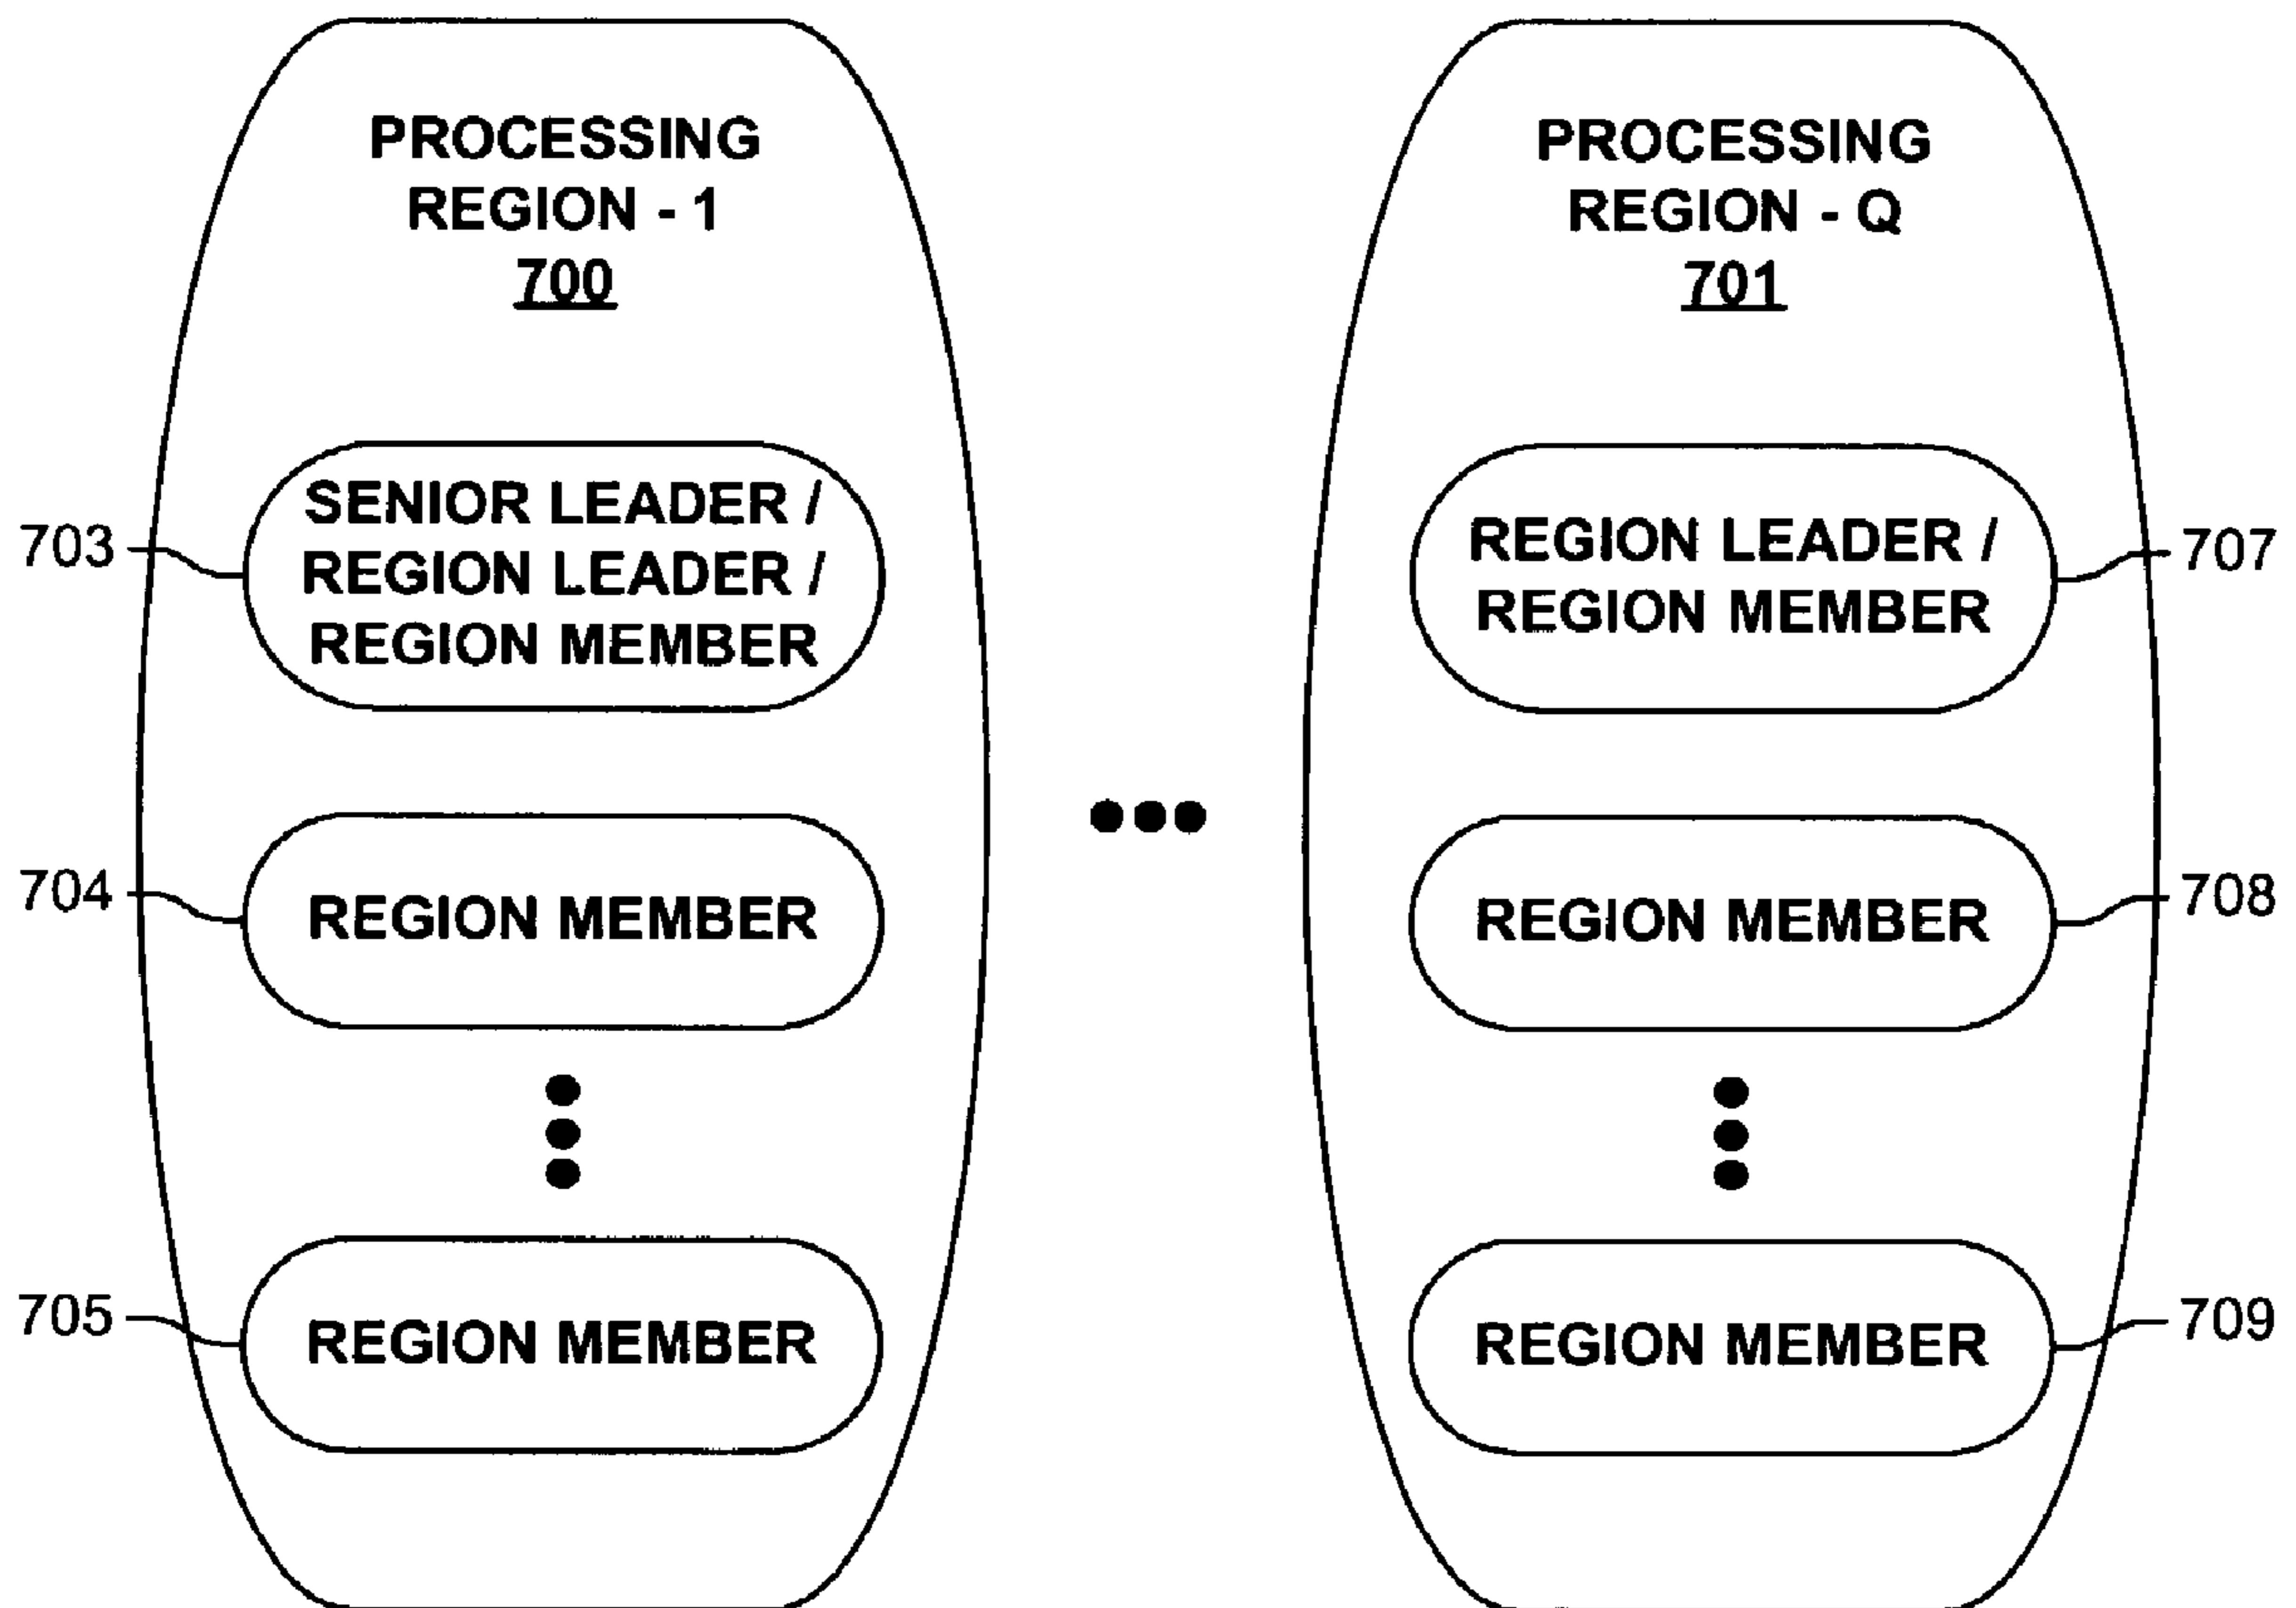 PROCESSING
REGION - 1
700
PROCESSING
REGION - Q
701
703
SENIOR LEADER /
REGION LEADER /
REGION MEMBER
REGION LEADER /
REGION MEMBER
707
704
REGION MEMBER
REGION MEMBER
708
705
REGION MEMBER
REGION MEMBER
709